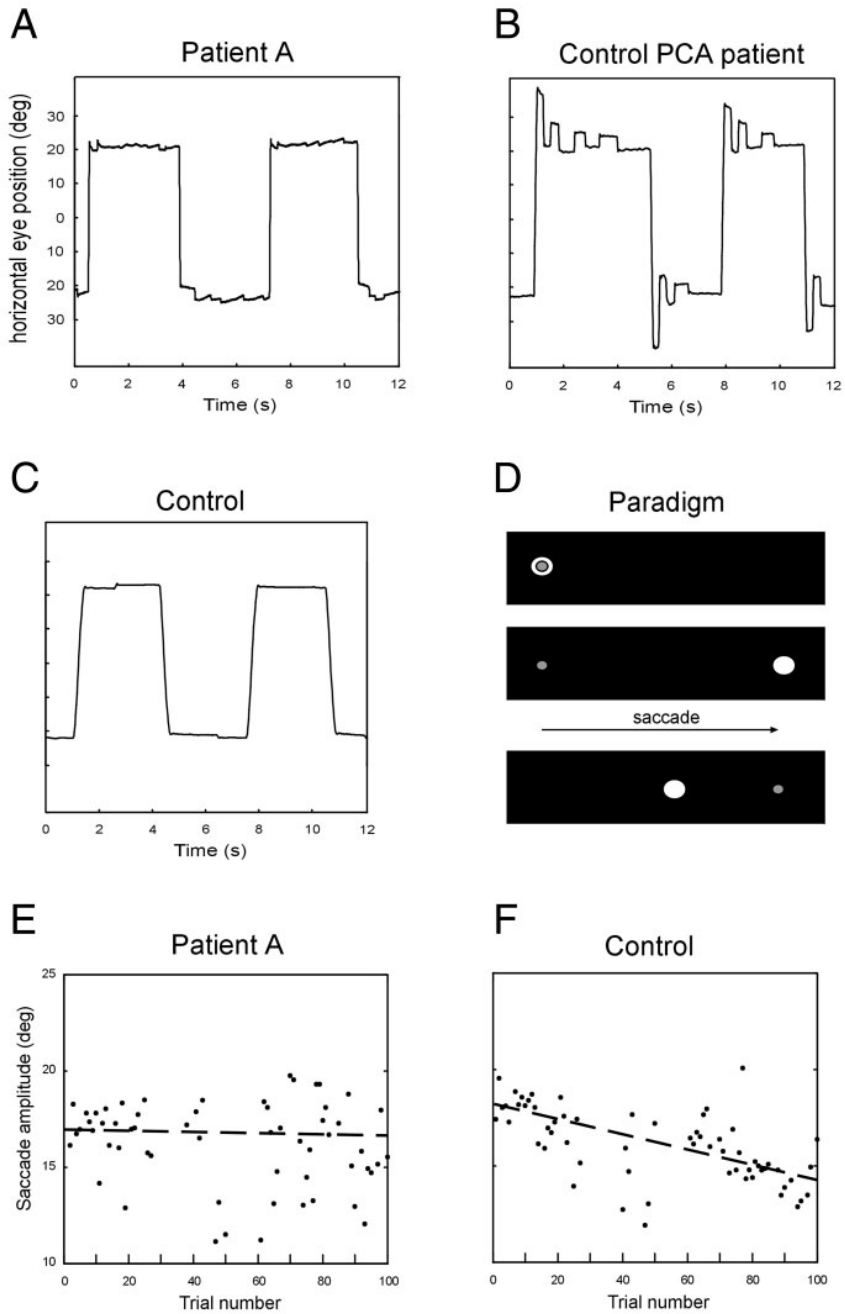 A
Patient A
horizontal eye position (deg)
30
20
10
0
10
20
30
0 2 4 6 8 10 12
Time (s)
B
Control PCA patient
0 2 4 6 8 10 12
Time (s)
C
Control
0 2 4 6 8 10 12
Time (s)
D
Paradigm
saccade
E
Patient A
Saccade amplitude (deg)
25
20
15
10
0 20 40 60 80 100
Trial number
F
Control
0 20 40 60 80 100
Trial number